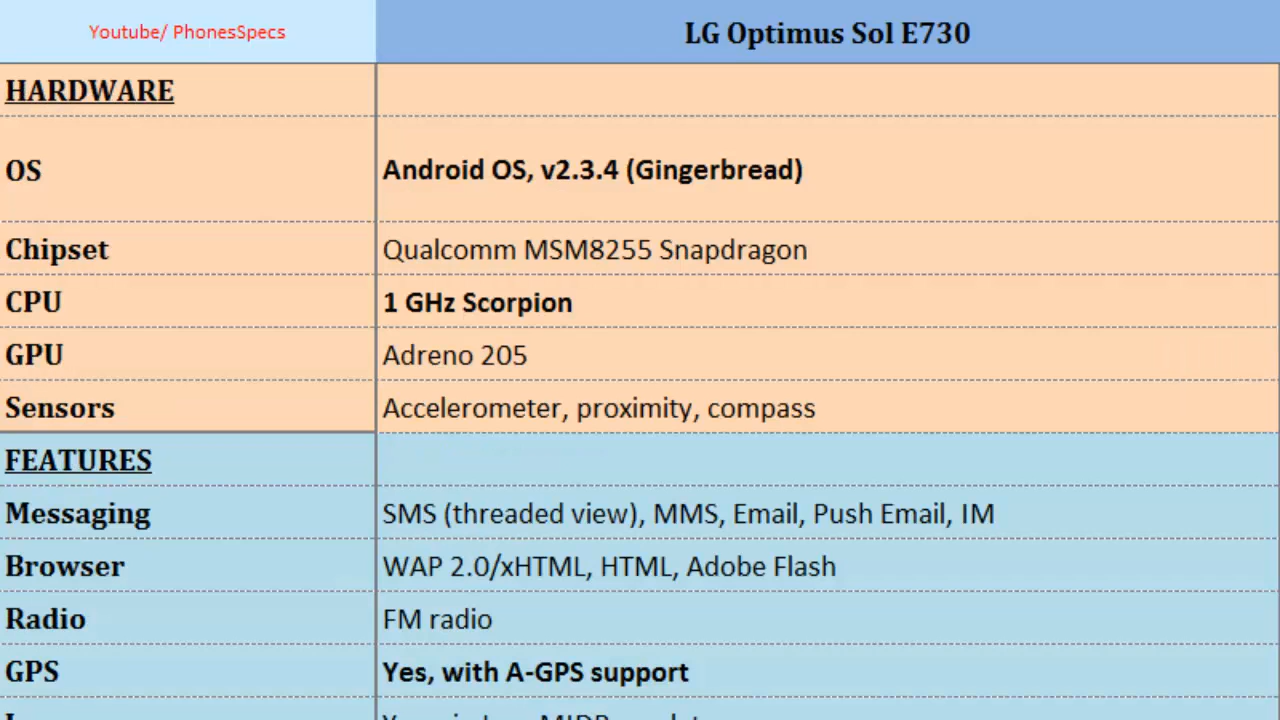 Youtube/ PhonesSpecs LG Optimus Sol E730
HARDWARE
OS Android OS, v2.3.4 (Gingerbread)
Chipset Qualcomm MSM8255 Snapdragon
CPU 1 GHz Scorpion
GPU Adreno 205
Sensors Accelerometer, proximity, compass
FEATURES
Messaging SMS (threaded view), MMS, Email, Push Email, IM
Browser WAP 2.0/xHTML, HTML, Adobe Flash
Radio FM radio
GPS Yes, with A-GPS support